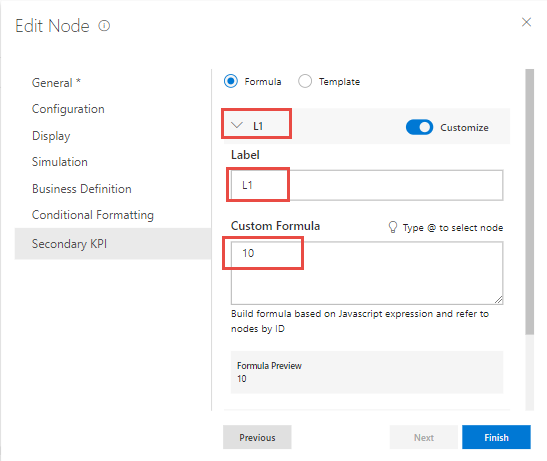 Edit Node
General *
Configuration
Display
Simulation
Business Definition
Conditional Formatting
Secondary KPI
Formula Template
L1 Customize
Label
L1
Custom Formula Type @ to select node
10
Build formula based on Javascript expression and refer to
nodes by ID
Formula Preview
10
Previous Next Finish